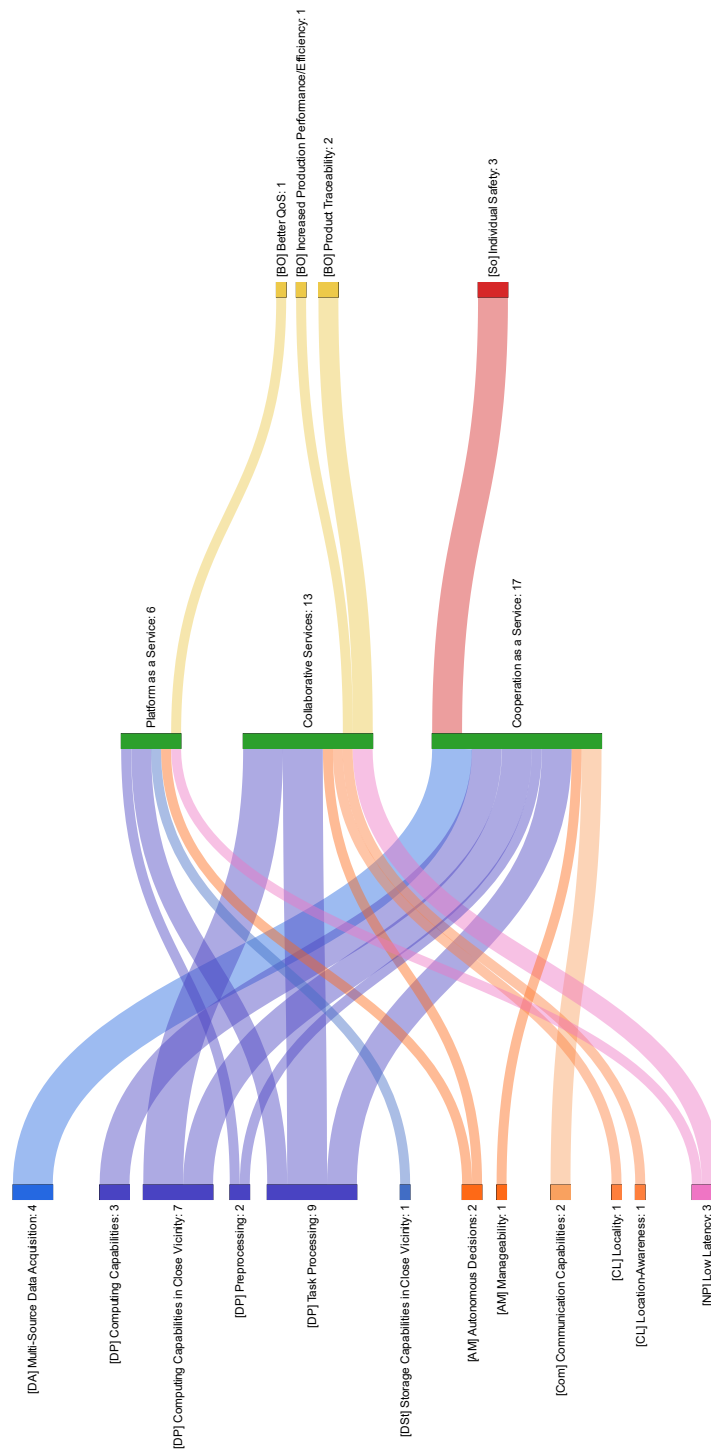 [BO] Better QoS: 1
[BO] Increased Production Performance/Efficiency: 1
[BO] Product Traceability: 2
[So] Individual Safety: 3
Platform as a Service: 6
Collaborative Services: 13
Cooperation as a Service: 17
[DA] Multi-Source Data Acquisition: 4
[DP] Computing Capabilities: 3
[DP] Computing Capabilities in Close Vicinity: 7
[DP] Preprocessing: 2
[DP] Task Processing: 9
[DSt] Storage Capabilities in Close Vicinity: 1
[AM] Autonomous Decisions: 2
[AM] Manageability: 1
[Com] Communication Capabilities: 2
[CL] Locality: 1
[CL] Location-Awareness: 1
[NP] Low Latency: 3